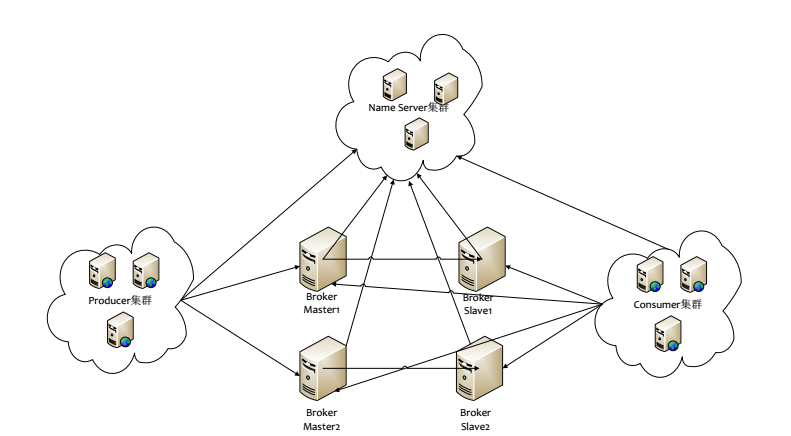 Name Server集群
Producer集群
Consumer集群
Broker
Master1
Broker
Slave1
Broker
Master2
Broker
Slave2